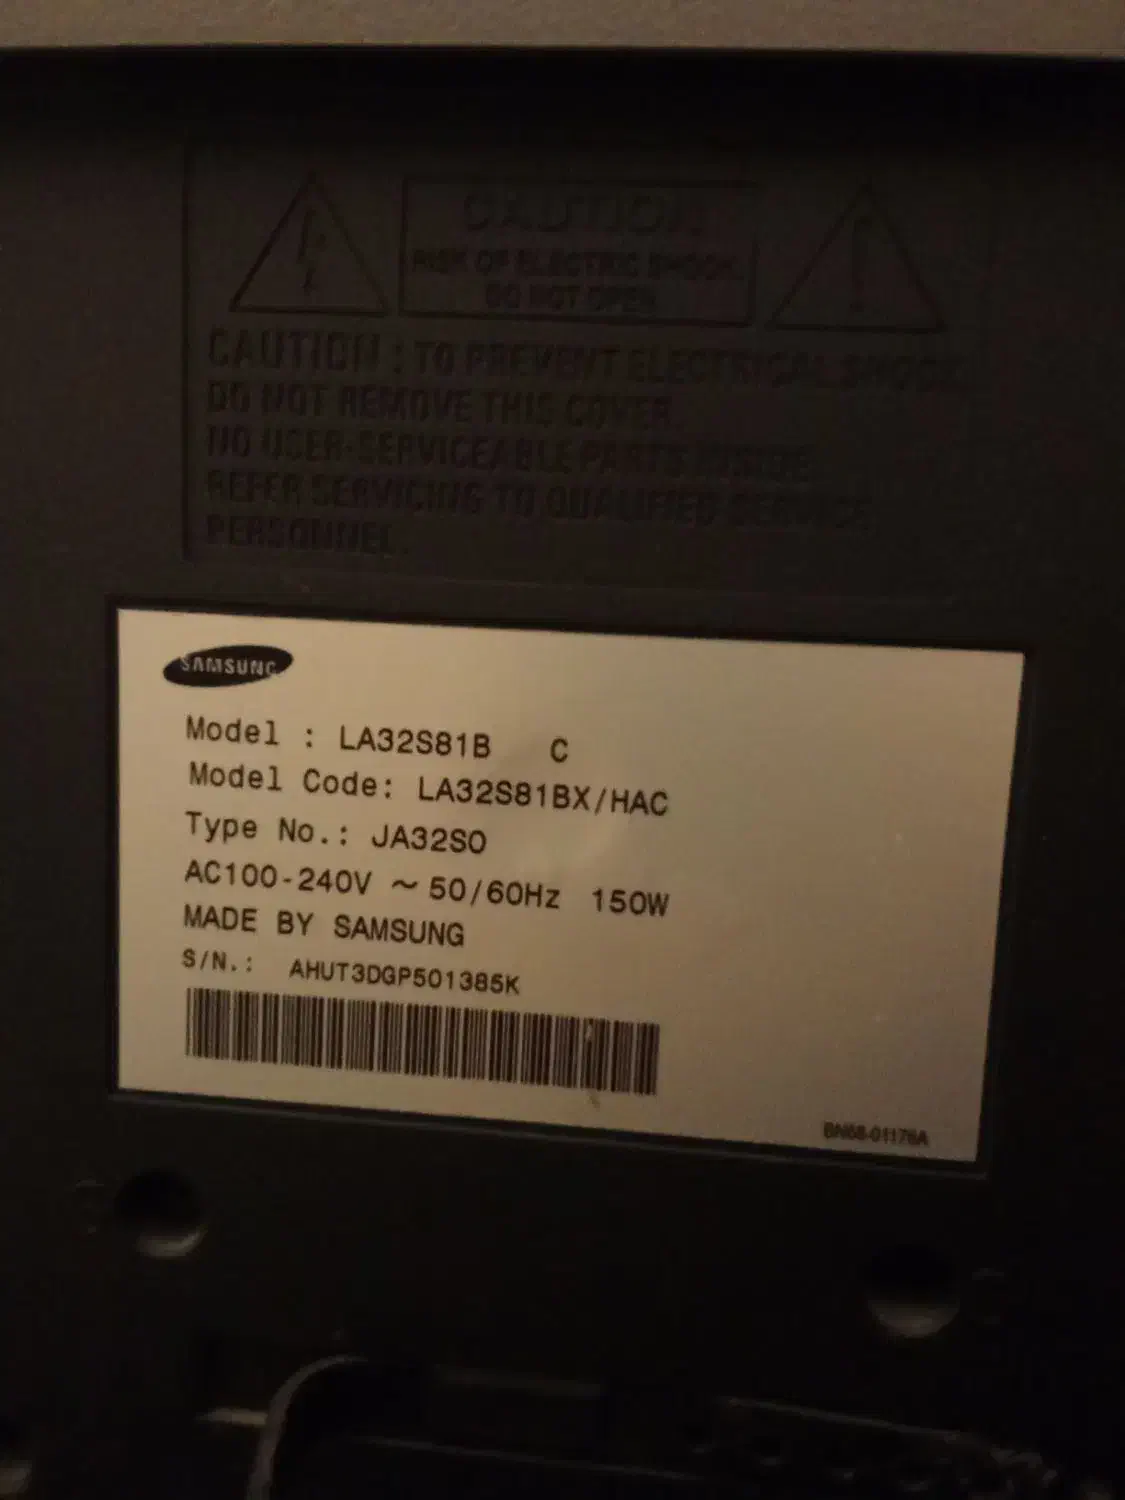 CAUTION
RISK OF ELECTRIC SHOCK
DO NOT OPEN
CAUTION : TO PREVENT ELECTRICAL SHOCK,
DO NOT REMOVE THIS COVER.
NO USER-SERVICEABLE PARTS INSIDE.
REFER SERVICING TO QUALIFIED SERVICE
PERSONNEL.
SAMSUNG
Model : LA32S81B C
Model Code: LA32S81BX/HAC
Type No.: JA32SO
AC100-240V ~ 50/60Hz 150W
MADE BY SAMSUNG
S/N.: AHUT3DGP501385K